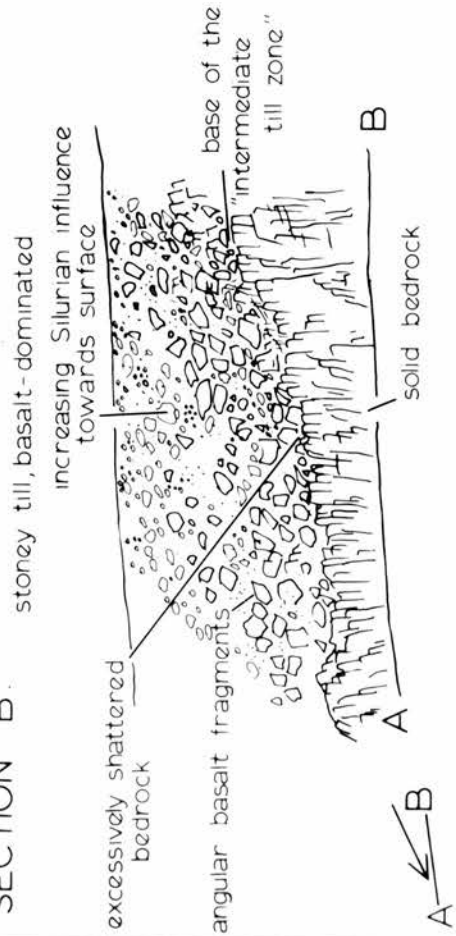 SECTION B.
stoney till, basalt-dominated
increasing Silurian influence
towards surface
excessively shattered
bedrock
angular basalt fragments
base of the
"intermediate
till zone"
A
B
solid bedrock
A
B